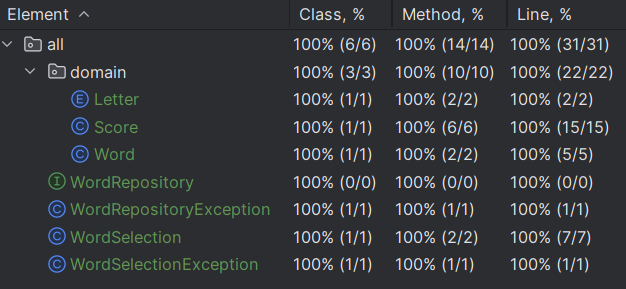 Element Class, % Method, % Line, %
all 100% (6/6) 100% (14/14) 100% (31/31)
domain 100% (3/3) 100% (10/10) 100% (22/22)
E Letter 100% (1/1) 100% (2/2) 100% (2/2)
C Score 100% (1/1) 100% (6/6) 100% (15/15)
C Word 100% (1/1) 100% (2/2) 100% (5/5)
I WordRepository 100% (0/0) 100% (0/0) 100% (0/0)
C WordRepositoryException 100% (1/1) 100% (1/1) 100% (1/1)
C WordSelection 100% (1/1) 100% (2/2) 100% (7/7)
C WordSelectionException 100% (1/1) 100% (1/1) 100% (1/1)